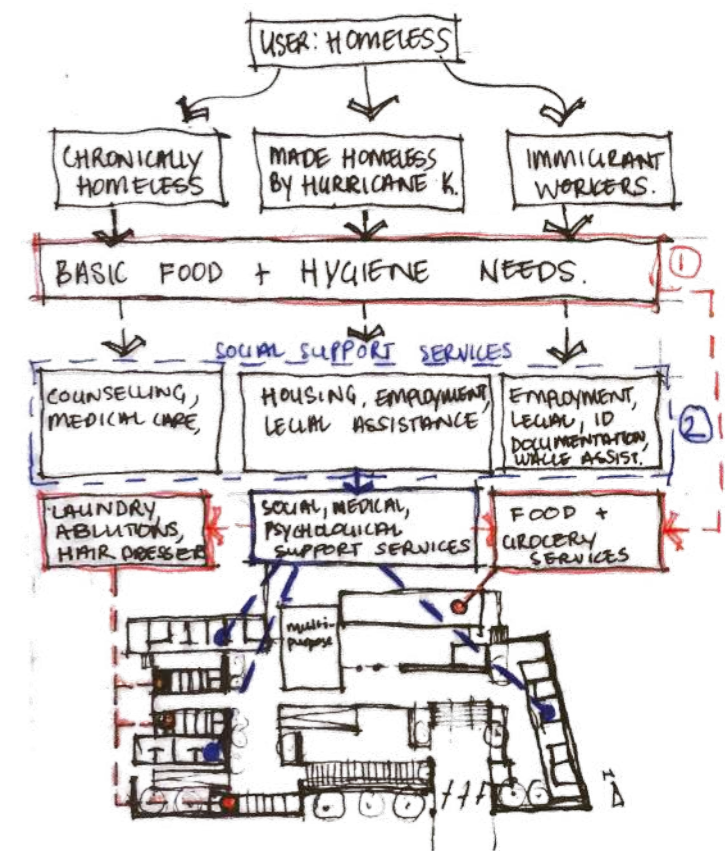 USER: HOMELESS
CHRONICALLY
HOMELESS
MADE HOMELESS
BY HURRICANE K.
IMMIGRANT
WORKERS.
BASIC FOOD + HYGIENE NEEDS.
1
SOCIAL SUPPORT SERVICES
COUNSELLING,
MEDICAL CARE,
HOUSING, EMPLOYMENT,
LEGAL ASSISTANCE
EMPLOYMENT,
LEGAL, ID
DOCUMENTATION,
WAGE ASSIST.
2
LAUNDRY,
ABLUTIONS,
HAIR DRESSER
SOCIAL, MEDICAL,
PSYCHOLOGICAL
SUPPORT SERVICES
FOOD +
GROCERY
SERVICES
multi-
purpose
N